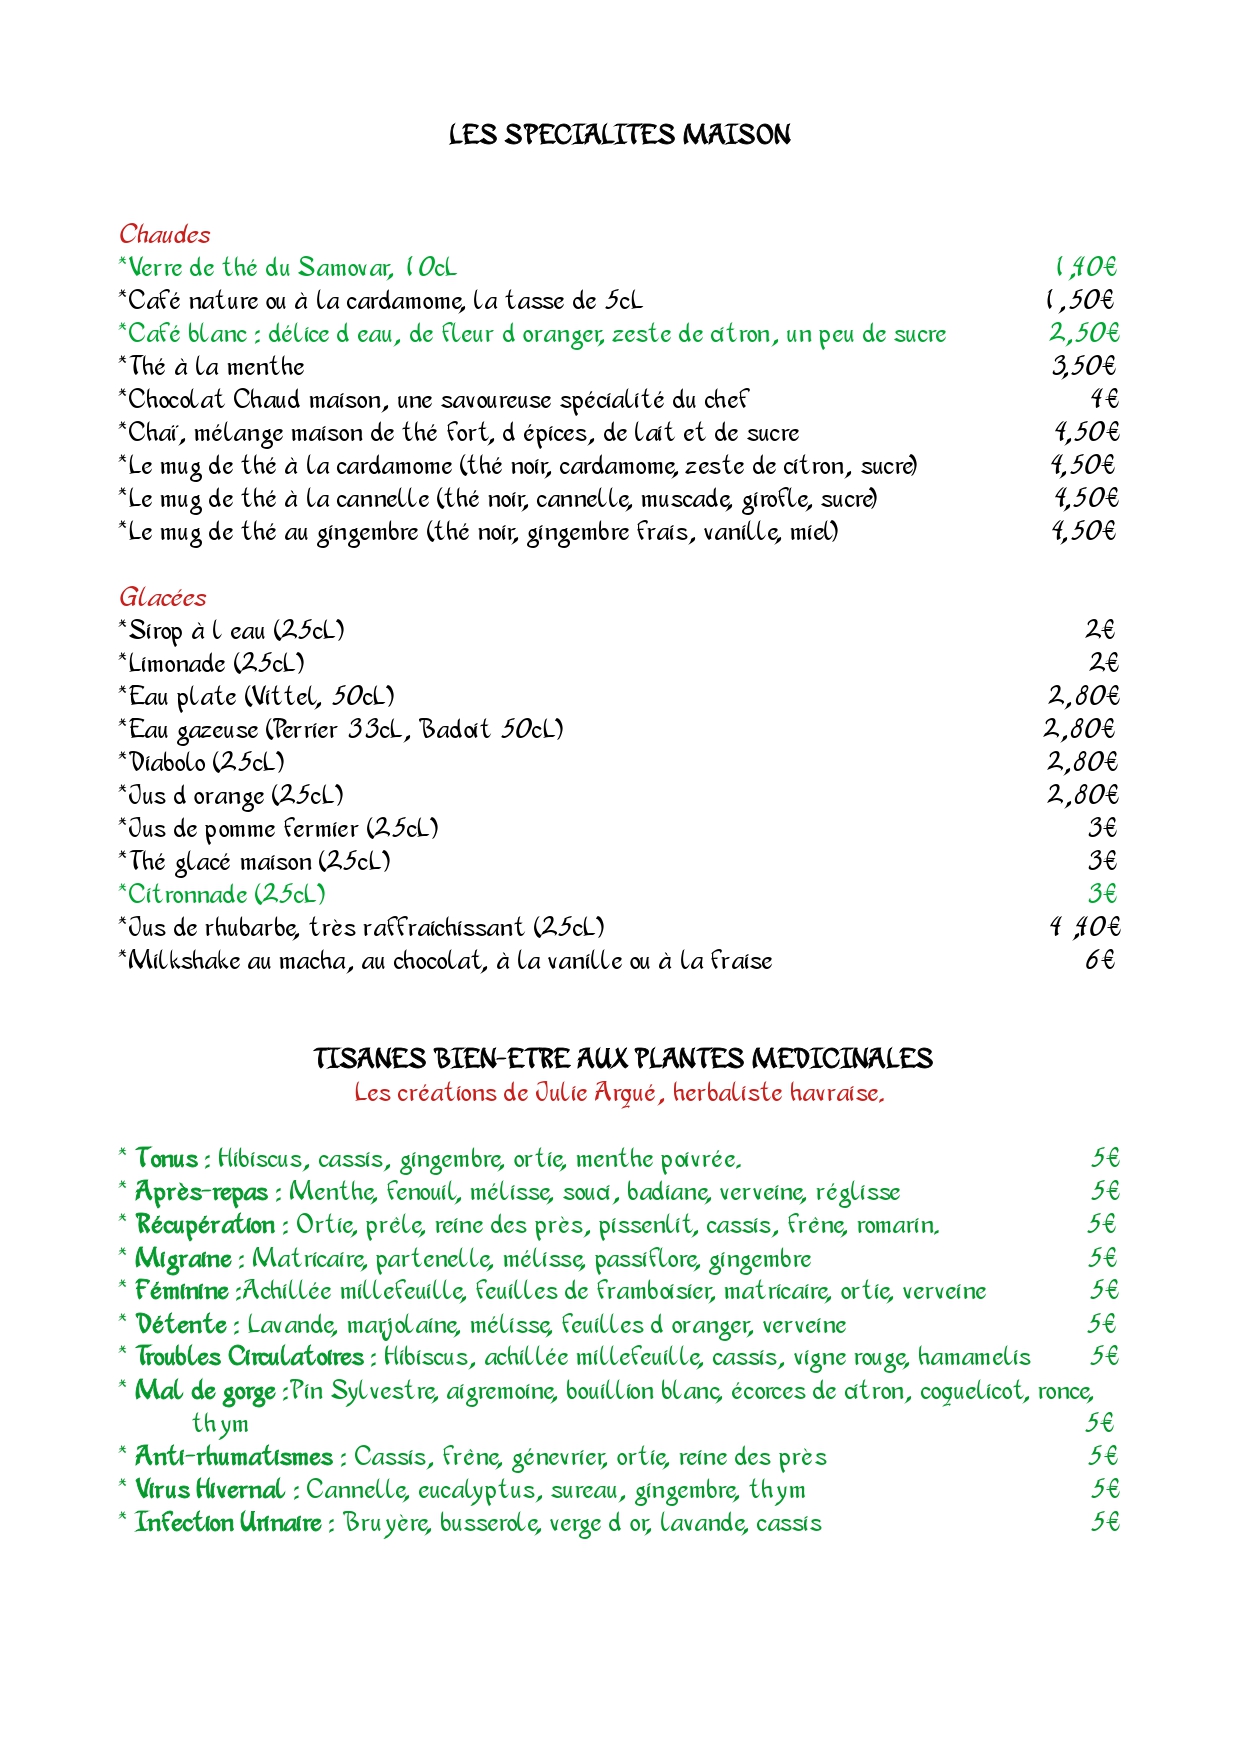 LES SPECIALITES MAISON
Chaudes
*Verre de thé du Samovar, 10cL 1,40€
*Café nature ou à la cardamome, la tasse de 5cL 1,50€
*Café blanc : délice d eau, de fleur d oranger, zeste de citron, un peu de sucre 2,50€
*Thé à la menthe 3,50€
*Chocolat Chaud maison, une savoureuse spécialité du chef 4€
*Chaï, mélange maison de thé fort, d épices, de lait et de sucre 4,50€
*Le mug de thé à la cardamome (thé noir, cardamome, zeste de citron, sucre) 4,50€
*Le mug de thé à la cannelle (thé noir, cannelle, muscade, girofle, sucre) 4,50€
*Le mug de thé au gingembre (thé noir, gingembre frais, vanille, miel) 4,50€
Glacées
*Sirop à l eau (25cL) 2€
*Limonade (25cL) 2€
*Eau plate (Vittel, 50cL) 2,80€
*Eau gazeuse (Perrier 33cL, Badoit 50cL) 2,80€
*Diabolo (25cL) 2,80€
*Jus d orange (25cL) 2,80€
*Jus de pomme fermier (25cL) 3€
*Thé glacé maison (25cL) 3€
*Citronnade (25cL) 3€
*Jus de rhubarbe, très raffraichissant (25cL) 4,40€
*Milkshake au macha, au chocolat, à la vanille ou à la fraise 6€
TISANES BIEN-ETRE AUX PLANTES MEDICINALES
Les créations de Julie Argué, herbaliste havraise.
* Tonus : Hibiscus, cassis, gingembre, ortie, menthe poivrée. 5€
* Après-repas : Menthe, fenouil, mélisse, souci, badiane, verveine, réglisse 5€
* Récupération : Ortie, prêle, reine des près, pissenlit, cassis, frêne, romarin. 5€
* Migraine : Matricaire, partenelle, mélisse, passiflore, gingembre 5€
* Féminine :Achillée millefeuille, feuilles de framboisier, matricaire, ortie, verveine 5€
* Détente : Lavande, marjolaine, mélisse, feuilles d oranger, verveine 5€
* Troubles Circulatoires : Hibiscus, achillée millefeuille, cassis, vigne rouge, hamamelis 5€
* Mal de gorge :Pin Sylvestre, aigremoine, bouillion blanc, écorces de citron, coquelicot, ronce,
thym 5€
* Anti-rhumatismes : Cassis, frêne, génevrier, ortie, reine des près 5€
* Virus Hivernal : Cannelle, eucalyptus, sureau, gingembre, thym 5€
* Infection Urinaire : Bruyère, busserole, verge d or, lavande, cassis 5€